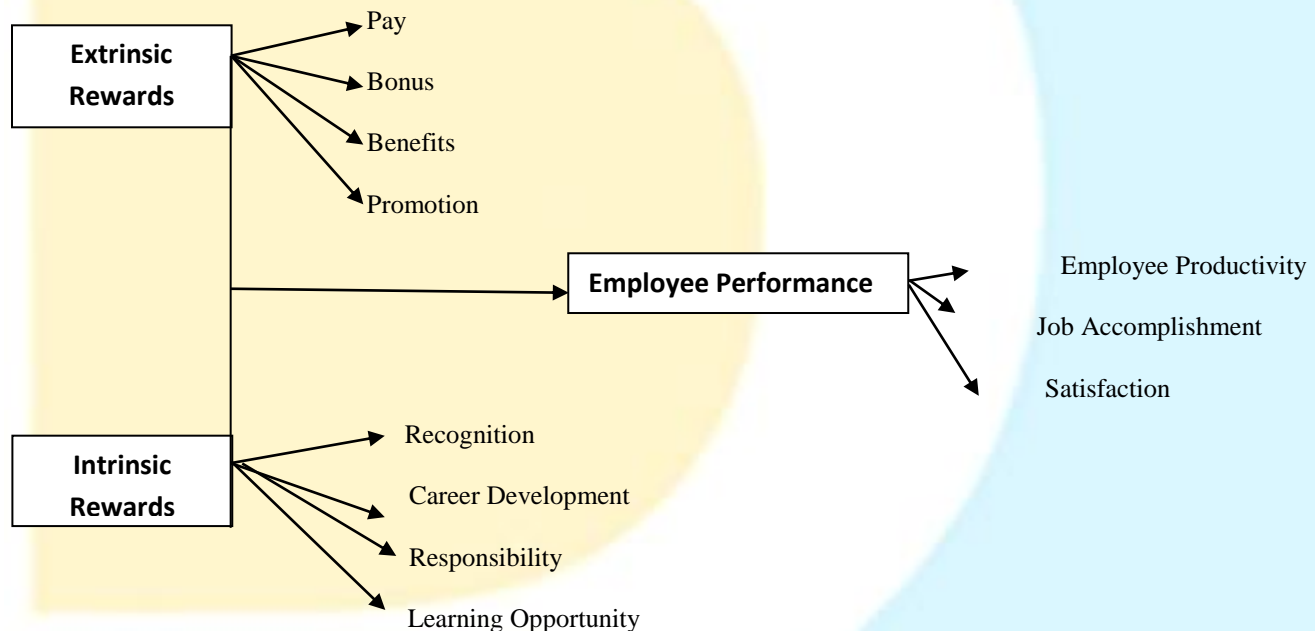 Extrinsic
Rewards
Pay
Bonus
Benefits
Promotion
Employee Performance
Employee Productivity
Job Accomplishment
Satisfaction
Intrinsic
Rewards
Recognition
Career Development
Responsibility
Learning Opportunity